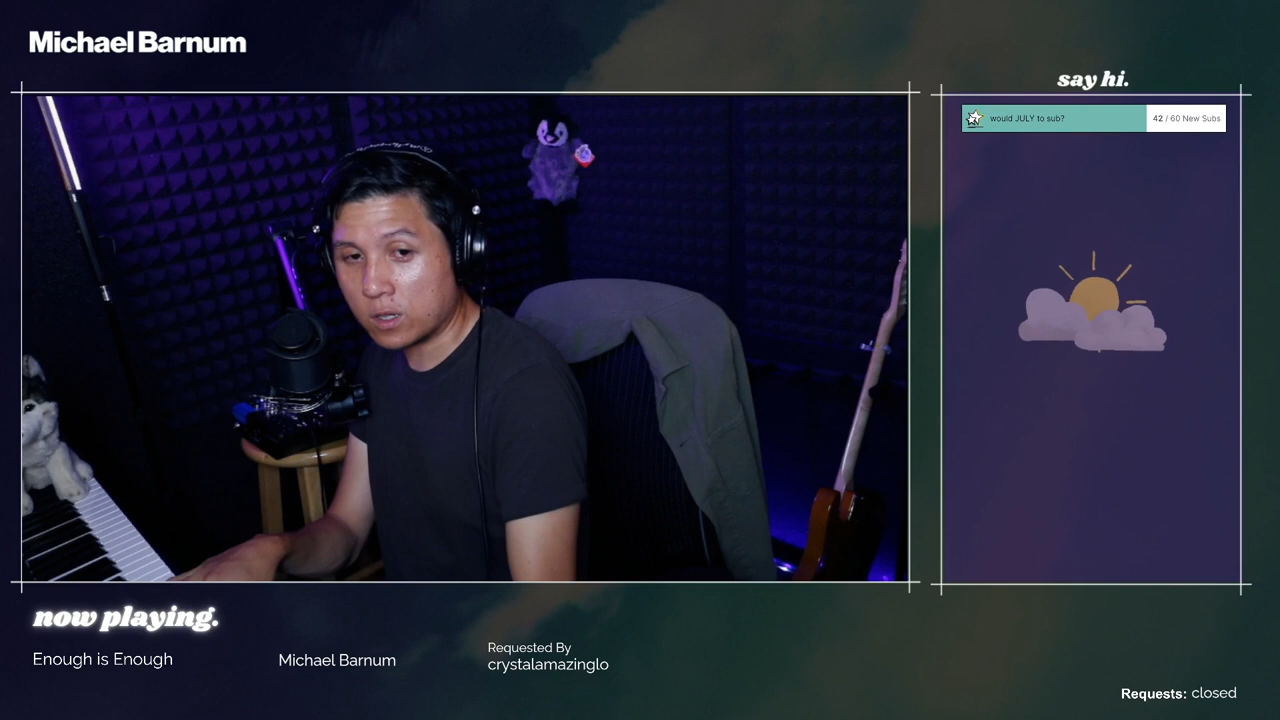 Michael Barnum
say hi.
would JULY to sub?
42 / 60 New Subs
now playing.
Enough is Enough
Michael Barnum
Requested By
crystalamazinglo
Requests: closed